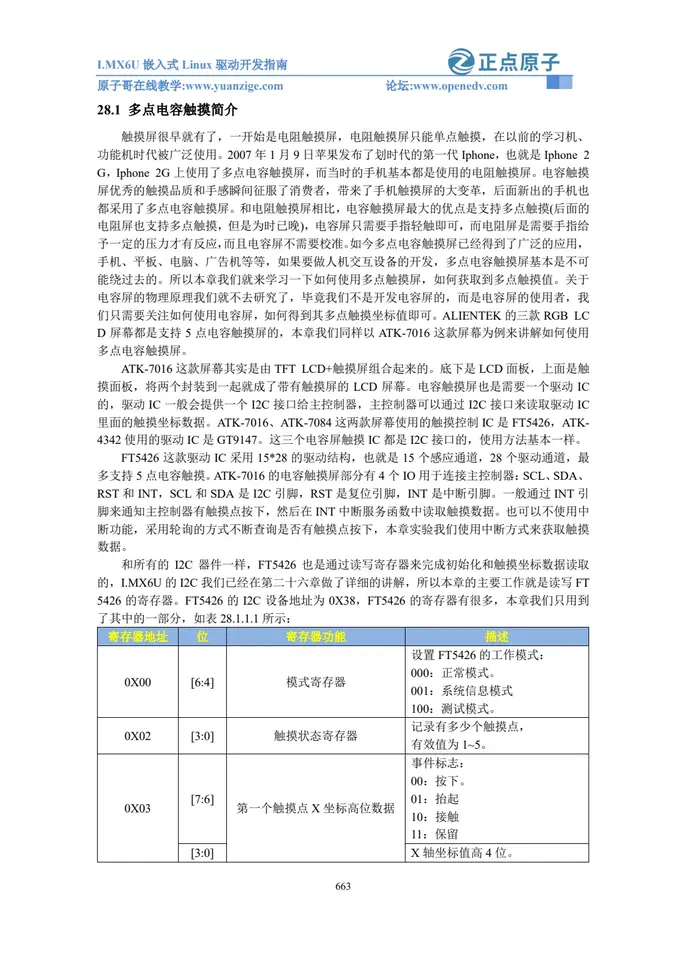 I.MX6U 嵌入式 Linux 驱动开发指南
正点原子
原子哥在线教学:www.yuanzige.com 论坛:www.openedv.com
28.1 多点电容触摸简介
触摸屏很早就有了，一开始是电阻触摸屏，电阻触摸屏只能单点触摸，在以前的学习机、
功能机时代被广泛使用。2007 年 1 月 9 日苹果发布了划时代的第一代 Iphone，也就是 Iphone 2
G，Iphone 2G 上使用了多点电容触摸屏，而当时的手机基本都是使用的电阻触摸屏。电容触摸
屏优秀的触摸品质和手感瞬间征服了消费者，带来了手机触摸屏的大变革，后面新出的手机也
都采用了多点电容触摸屏。和电阻触摸屏相比，电容触摸屏最大的优点是支持多点触摸(后面的
电阻屏也支持多点触摸，但是为时已晚)，电容屏只需要手指轻触即可，而电阻屏是需要手指给
予一定的压力才有反应，而且电容屏不需要校准。如今多点电容触摸屏已经得到了广泛的应用，
手机、平板、电脑、广告机等等，如果要做人机交互设备的开发，多点电容触摸屏基本是不可
能绕过去的。所以本章我们就来学习一下如何使用多点触摸屏，如何获取到多点触摸值。关于
电容屏的物理原理我们就不去研究了，毕竟我们不是开发电容屏的，而是电容屏的使用者，我
们只需要关注如何使用电容屏，如何得到其多点触摸坐标值即可。ALIENTEK 的三款 RGB LC
D 屏幕都是支持 5 点电容触摸屏的，本章我们同样以 ATK-7016 这款屏幕为例来讲解如何使用
多点电容触摸屏。
ATK-7016 这款屏幕其实是由 TFT LCD+触摸屏组合起来的。底下是 LCD 面板，上面是触
摸面板，将两个封装到一起就成了带有触摸屏的 LCD 屏幕。电容触摸屏也是需要一个驱动 IC
的，驱动 IC 一般会提供一个 I2C 接口给主控制器，主控制器可以通过 I2C 接口来读取驱动 IC
里面的触摸坐标数据。ATK-7016、ATK-7084 这两款屏幕使用的触摸控制 IC 是 FT5426，ATK-
4342 使用的驱动 IC 是 GT9147。这三个电容屏触摸 IC 都是 I2C 接口的，使用方法基本一样。
FT5426 这款驱动 IC 采用 15*28 的驱动结构，也就是 15 个感应通道，28 个驱动通道，最
多支持 5 点电容触摸。ATK-7016 的电容触摸屏部分有 4 个 IO 用于连接主控制器：SCL、SDA、
RST 和 INT，SCL 和 SDA 是 I2C 引脚，RST 是复位引脚，INT 是中断引脚。一般通过 INT 引
脚来通知主控制器有触摸点按下，然后在 INT 中断服务函数中读取触摸数据。也可以不使用中
断功能，采用轮询的方式不断查询是否有触摸点按下，本章实验我们使用中断方式来获取触摸
数据。
和所有的 I2C 器件一样，FT5426 也是通过读写寄存器来完成初始化和触摸坐标数据读取
的，I.MX6U 的 I2C 我们已经在第二十六章做了详细的讲解，所以本章的主要工作就是读写 FT
5426 的寄存器。FT5426 的 I2C 设备地址为 0X38，FT5426 的寄存器有很多，本章我们只用到
了其中的一部分，如表 28.1.1.1 所示：
寄存器地址 位 寄存器功能 描述
设置 FT5426 的工作模式：
000：正常模式。
0X00 [6:4] 模式寄存器
001：系统信息模式
100：测试模式。
记录有多少个触摸点，
0X02 [3:0] 触摸状态寄存器
有效值为 1~5。
事件标志：
00：按下。
[7:6] 01：抬起
0X03 第一个触摸点 X 坐标高位数据
10：接触
11：保留
[3:0] X 轴坐标值高 4 位。
663